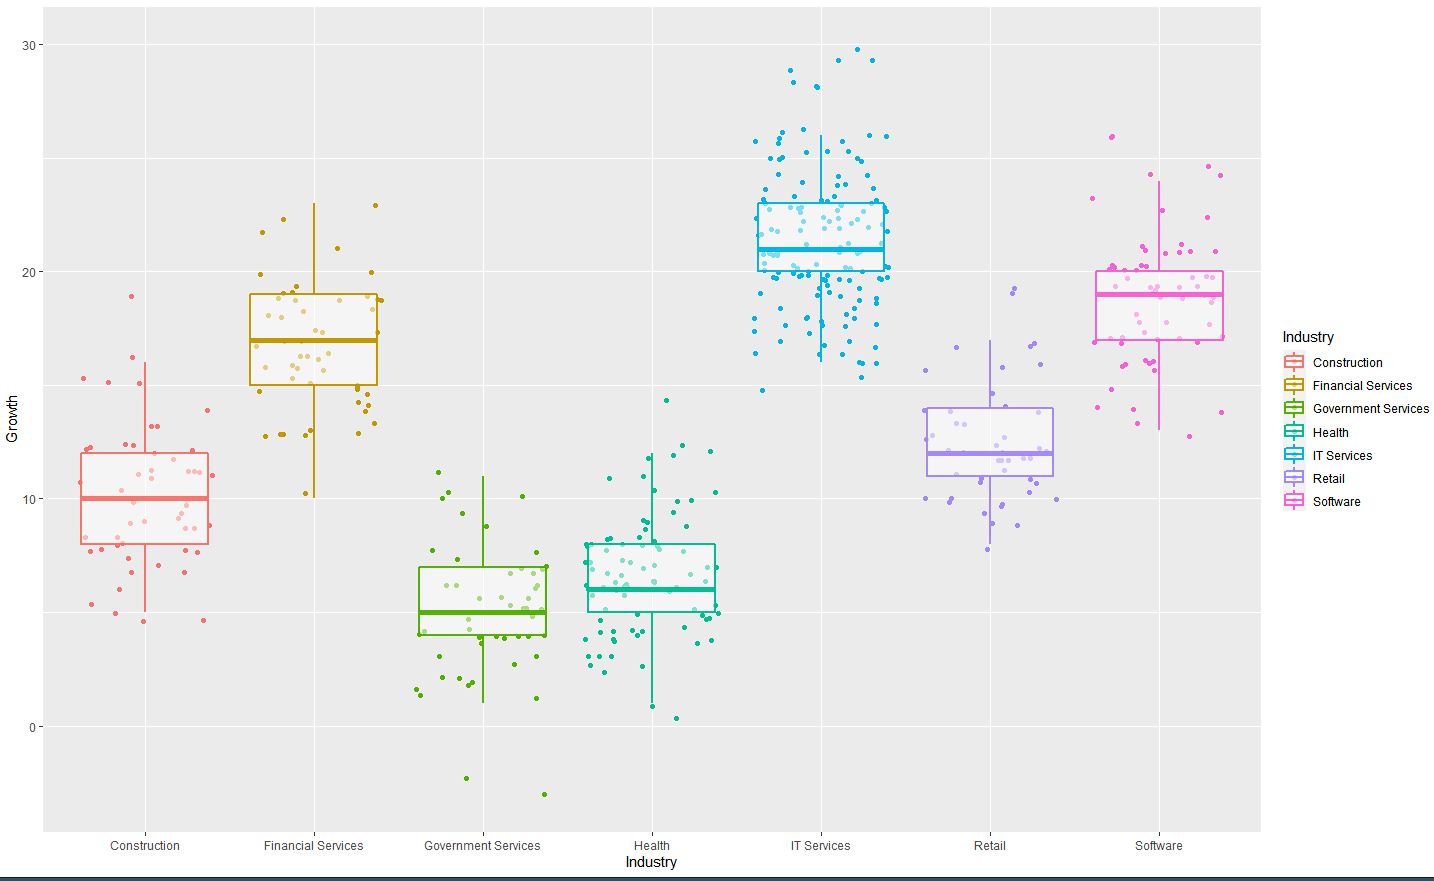 30
20
10
0
Growth
Construction
Financial Services
Government Services
Health
IT Services
Retail
Software
Industry
Industry
Construction
Financial Services
Government Services
Health
IT Services
Retail
Software